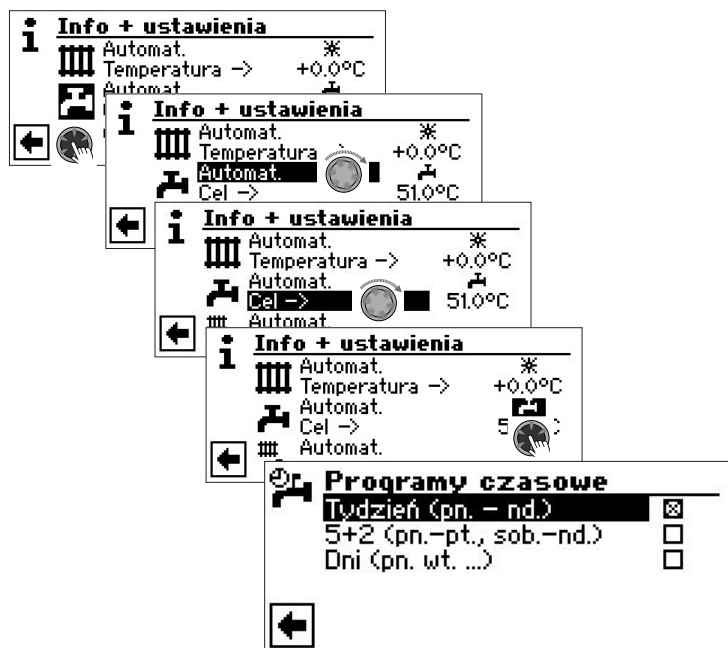 Info + ustawienia
Automat.
Temperatura -> +0.0°C
Automat.
Info + ustawienia
Automat.
Temperatura +0.0°C
Automat.
Cel -> 51.0°C
Info + ustawienia
Automat.
Temperatura -> +0.0°C
Automat.
Cel -> 51.0°C
Automat.
Info + ustawienia
Automat.
Temperatura -> +0.0°C
Automat.
Cel -> 5
Automat.
Programy czasowe
Tydzień (pn. - nd.)
5+2 (pn.-pt., sob.-nd.)
Dni (pn. wt. ...)